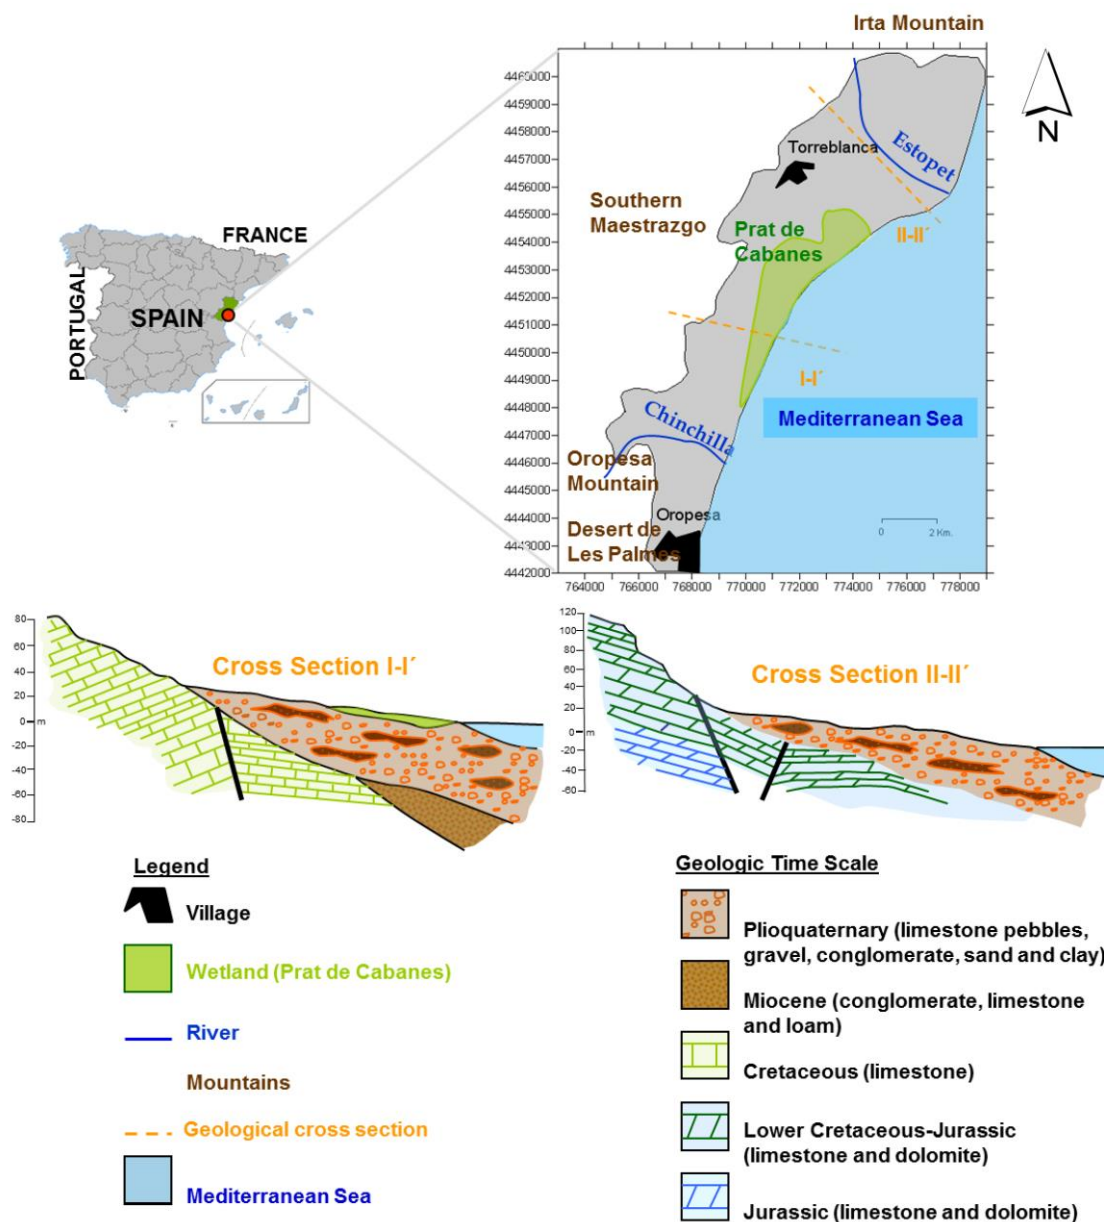 Irta Mountain
4460000
4459000
4458000
4457000
4456000
4455000
4454000
4453000
4452000
4451000
4450000
4449000
4448000
4447000
4446000
4445000
4444000
4443000
4442000
764000 766000 768000 770000 772000 774000 776000 778000
N
Torreblanca
Estopet
Southern
Maestrazgo
Prat de
Cabanes
II-II´
I-I´
Mediterranean Sea
Chinchilla
Oropesa
Mountain
Oropesa
Desert de
Les Palmes
0 2 Km.
FRANCE
PORTUGAL
SPAIN
Cross Section I-I´
80
60
40
20
0 m
-20
-40
-60
-80
Cross Section II-II´
120
100
80
60
40
20
0 m
-20
-40
-60
Legend
Village
Wetland (Prat de Cabanes)
River
Mountains
Geological cross section
Mediterranean Sea
Geologic Time Scale
Plioquaternary (limestone pebbles,
gravel, conglomerate, sand and clay)
Miocene (conglomerate, limestone
and loam)
Cretaceous (limestone)
Lower Cretaceous-Jurassic
(limestone and dolomite)
Jurassic (limestone and dolomite)